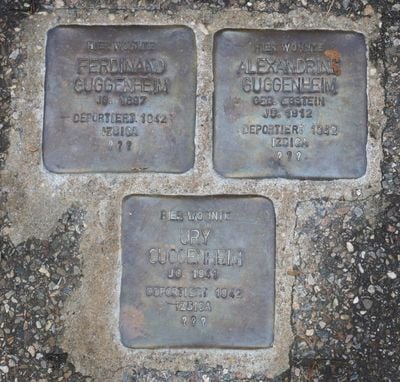 HIER WOHNTE
FERDINAND
GUGGENHEIM
JG. 1897
DEPORTIERT 1942
IZBICA
? ? ?
HIER WOHNTE
ALEXANDRINE
GUGGENHEIM
GEB. EBSTEIN
JG. 1912
DEPORTIERT 1942
IZBICA
? ? ?
HIER WOHNTE
URY
GUGGENHEIM
JG. 1941
DEPORTIERT 1942
IZBICA
? ? ?